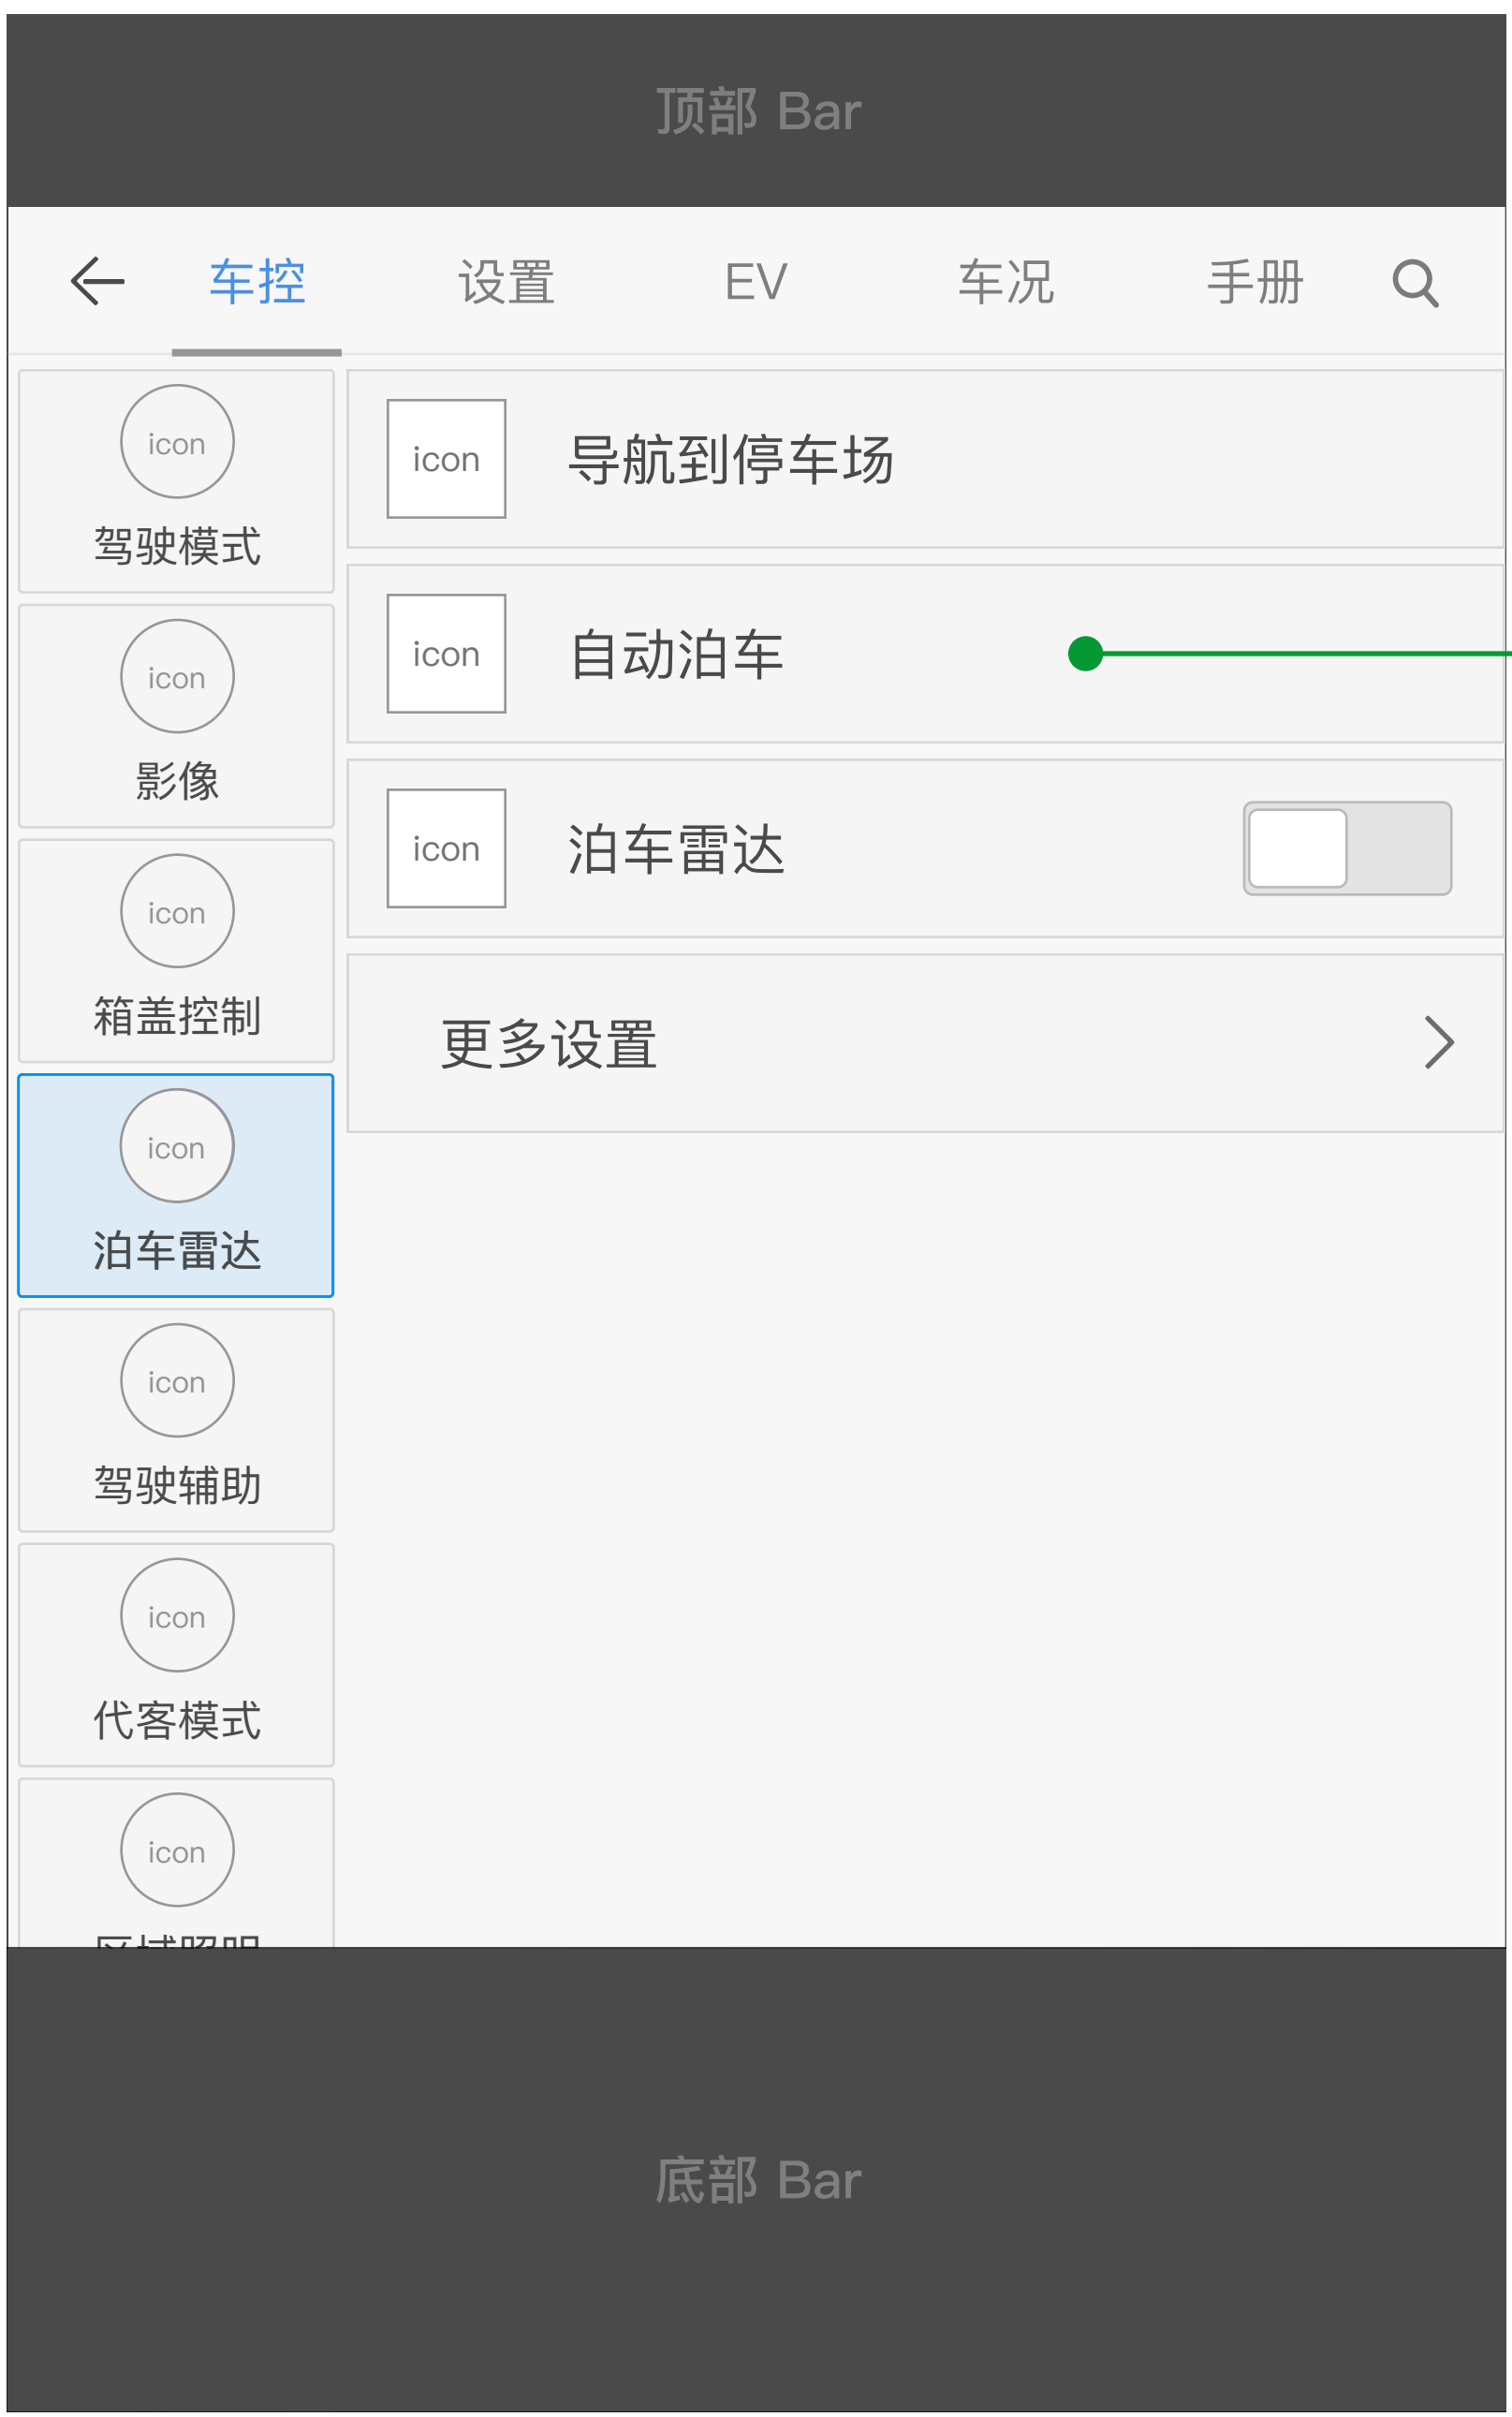 顶部 Bar
车控
设置
EV
车况
手册
icon
驾驶模式
icon
影像
icon
箱盖控制
icon
泊车雷达
icon
驾驶辅助
icon
代客模式
icon
icon
导航到停车场
icon
自动泊车
icon
泊车雷达
更多设置
底部 Bar